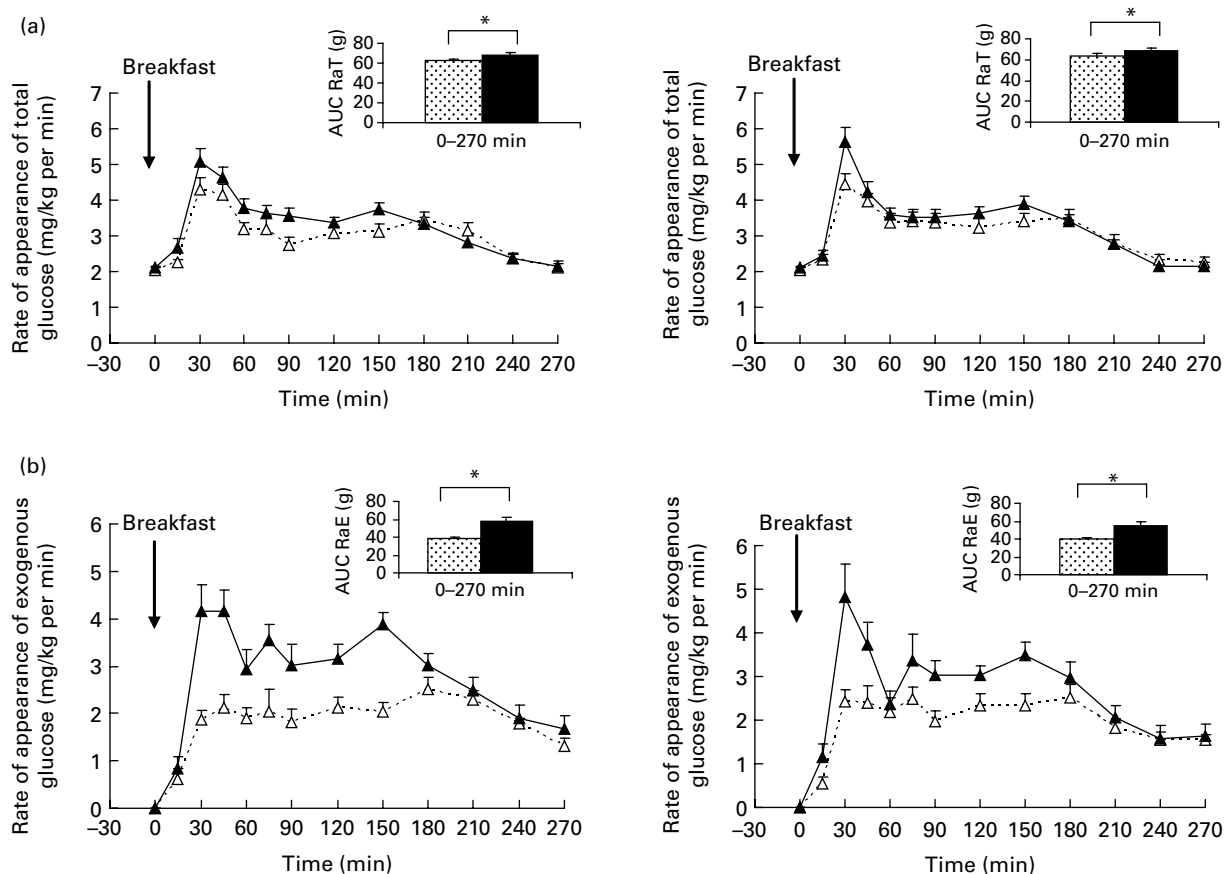 (a)
Breakfast
Rate of appearance of total
glucose (mg/kg per min)
7
6
5
4
3
2
1
0
–30 0 30 60 90 120 150 180 210 240 270
Time (min)
AUC RaT (g)
80
60
40
20
0
*
0–270 min
Breakfast
Rate of appearance of total
glucose (mg/kg per min)
7
6
5
4
3
2
1
0
–30 0 30 60 90 120 150 180 210 240 270
Time (min)
AUC RaT (g)
80
60
40
20
0
*
0–270 min
(b)
Breakfast
Rate of appearance of exogenous
glucose (mg/kg per min)
6
5
4
3
2
1
0
–30 0 30 60 90 120 150 180 210 240 270
Time (min)
AUC RaE (g)
80
60
40
20
0
*
0–270 min
Breakfast
Rate of appearance of exogenous
glucose (mg/kg per min)
6
5
4
3
2
1
0
–30 0 30 60 90 120 150 180 210 240 270
Time (min)
AUC RaE (g)
80
60
40
20
0
*
0–270 min